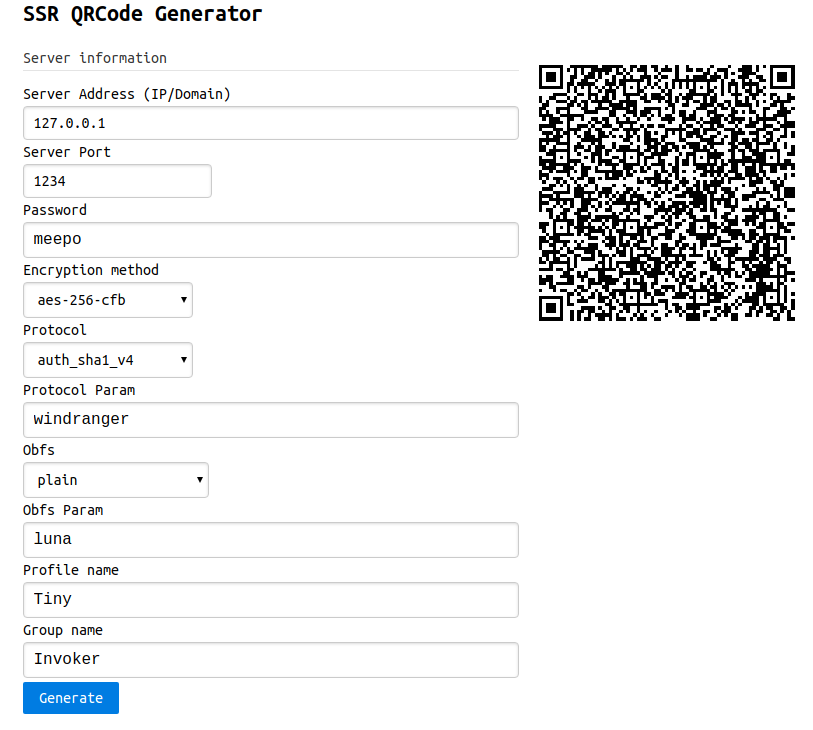 SSR QRCode Generator
Server information
Server Address (IP/Domain)
127.0.0.1
Server Port
1234
Password
meepo
Encryption method
aes-256-cfb
Protocol
auth_sha1_v4
Protocol Param
windranger
Obfs
plain
Obfs Param
luna
Profile name
Tiny
Group name
Invoker
Generate